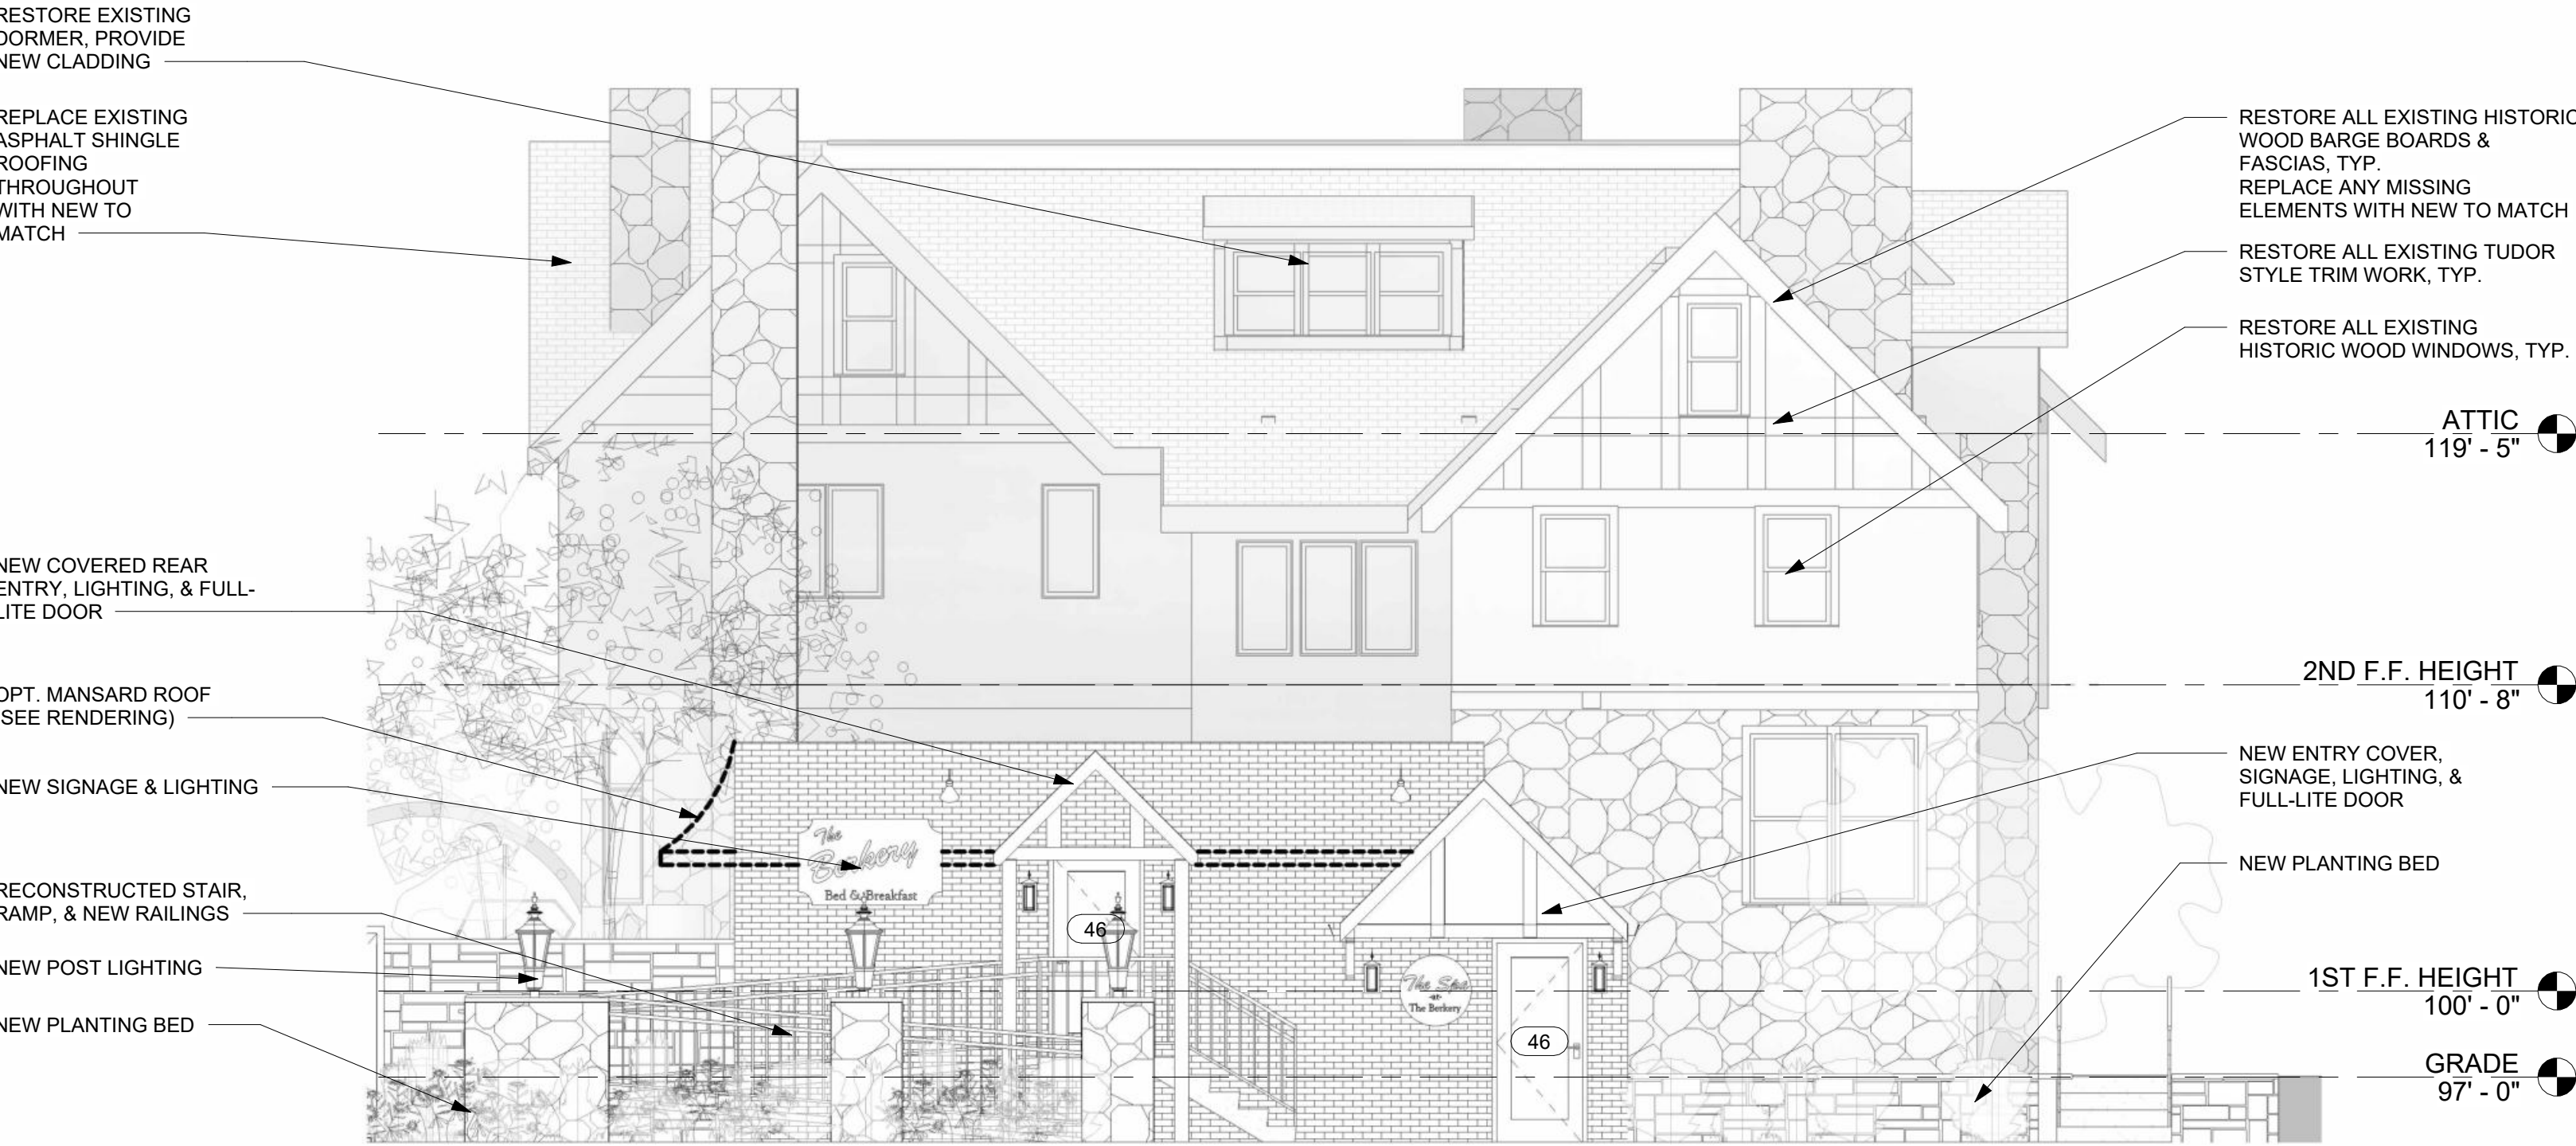 RESTORE EXISTING
DORMER, PROVIDE
NEW CLADDING
REPLACE EXISTING
ASPHALT SHINGLE
ROOFING
THROUGHOUT
WITH NEW TO
MATCH
NEW COVERED REAR
ENTRY, LIGHTING, & FULL-
LITE DOOR
OPT. MANSARD ROOF
SEE RENDERING)
NEW SIGNAGE & LIGHTING
RECONSTRUCTED STAIR,
RAMP, & NEW RAILINGS
NEW POST LIGHTING
NEW PLANTING BED
The
Berkery
Bed & Breakfast
46
The Spa
-at-
The Berkery
46
RESTORE ALL EXISTING HISTORIC
WOOD BARGE BOARDS &
FASCIAS, TYP.
REPLACE ANY MISSING
ELEMENTS WITH NEW TO MATCH
RESTORE ALL EXISTING TUDOR
STYLE TRIM WORK, TYP.
RESTORE ALL EXISTING
HISTORIC WOOD WINDOWS, TYP.
ATTIC
119' - 5"
2ND F.F. HEIGHT
110' - 8"
NEW ENTRY COVER,
SIGNAGE, LIGHTING, &
FULL-LITE DOOR
NEW PLANTING BED
1ST F.F. HEIGHT
100' - 0"
GRADE
97' - 0"